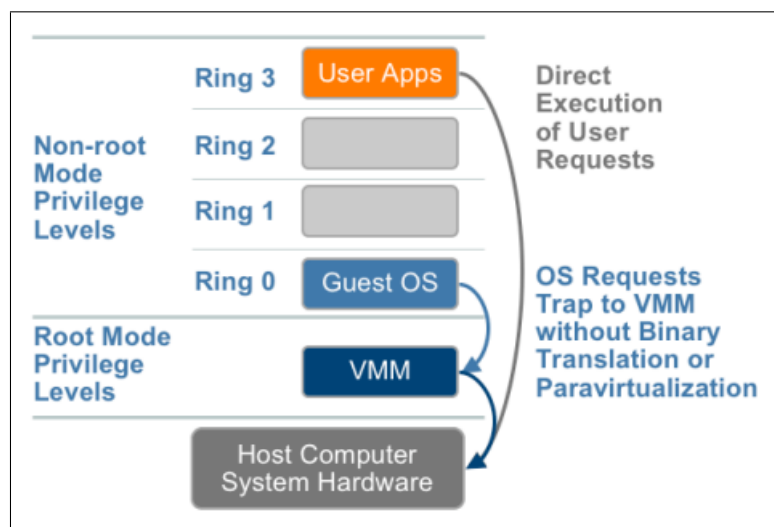 Ring 3
User Apps
Direct
Execution
of User
Requests
Non-root
Mode
Privilege
Levels
Ring 2
Ring 1
Ring 0
Guest OS
OS Requests
Trap to VMM
without Binary
Translation or
Paravirtualization
Root Mode
Privilege
Levels
VMM
Host Computer
System Hardware